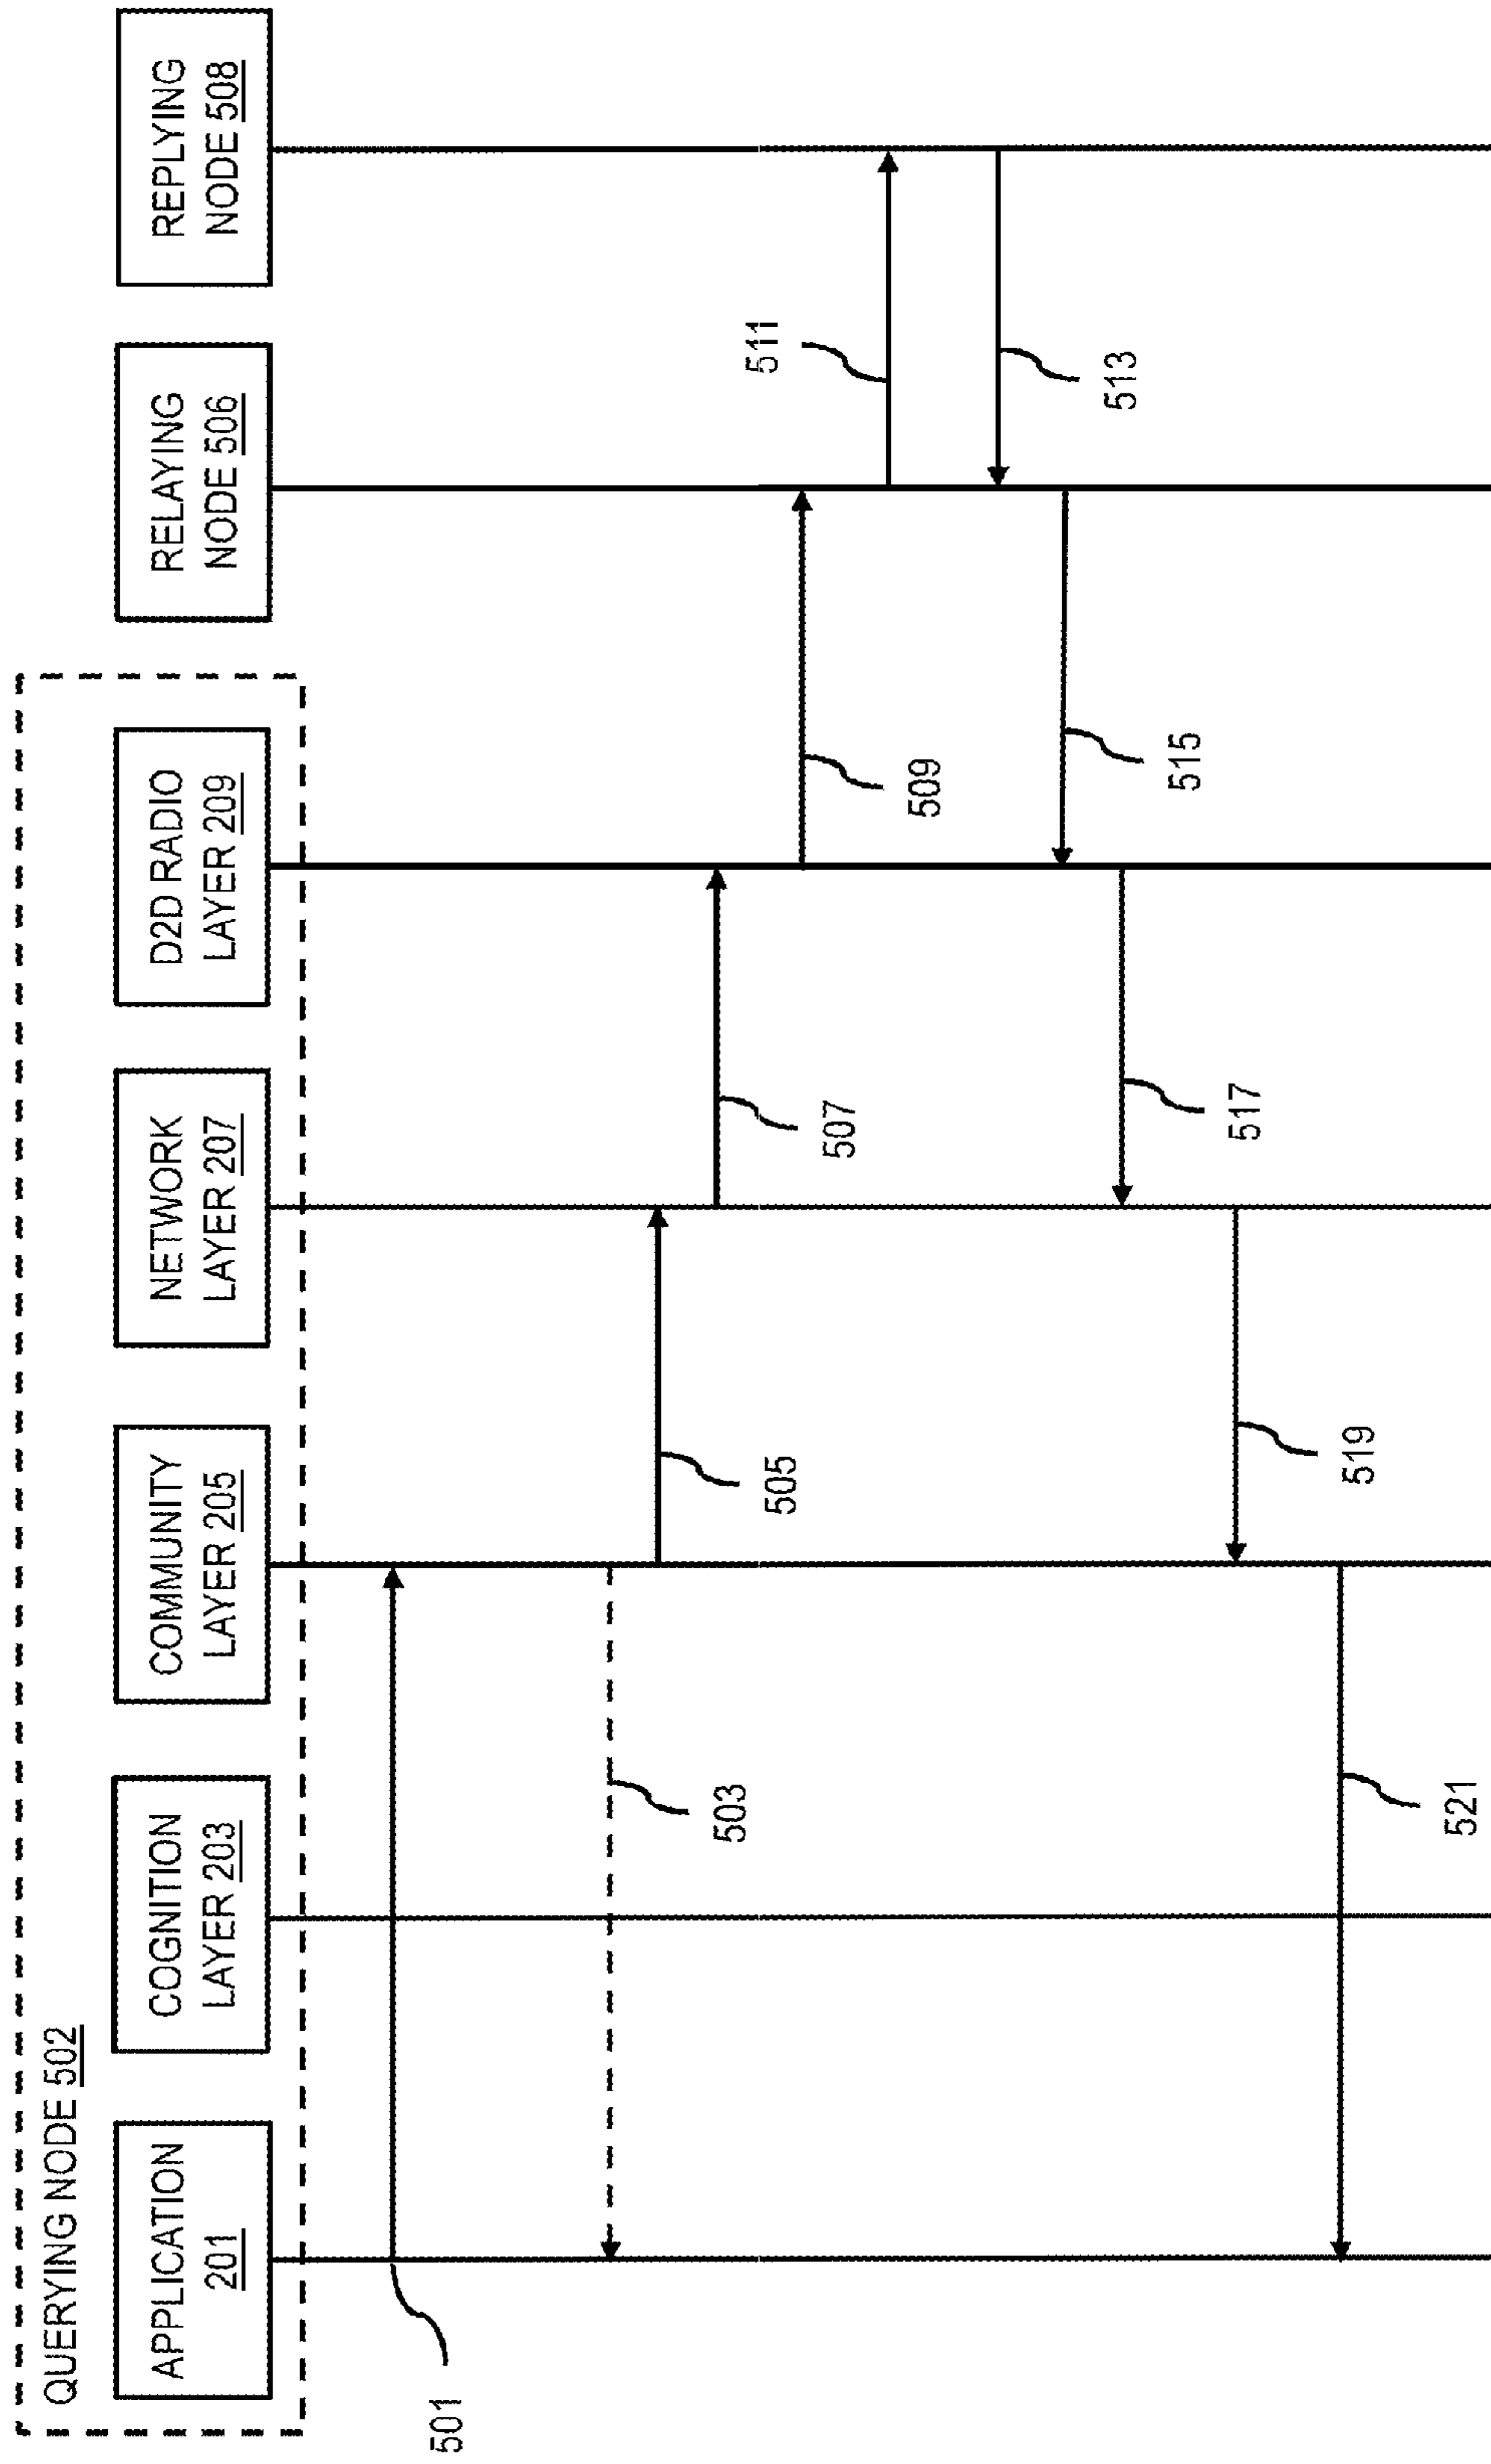 QUERYING NODE 502
APPLICATION
201
COGNITION
LAYER 203
COMMUNITY
LAYER 205
NETWORK
LAYER 207
D2D RADIO
LAYER 209
RELAYING
NODE 506
REPLYING
NODE 508
501
503
505
507
509
511
513
515
517
519
521